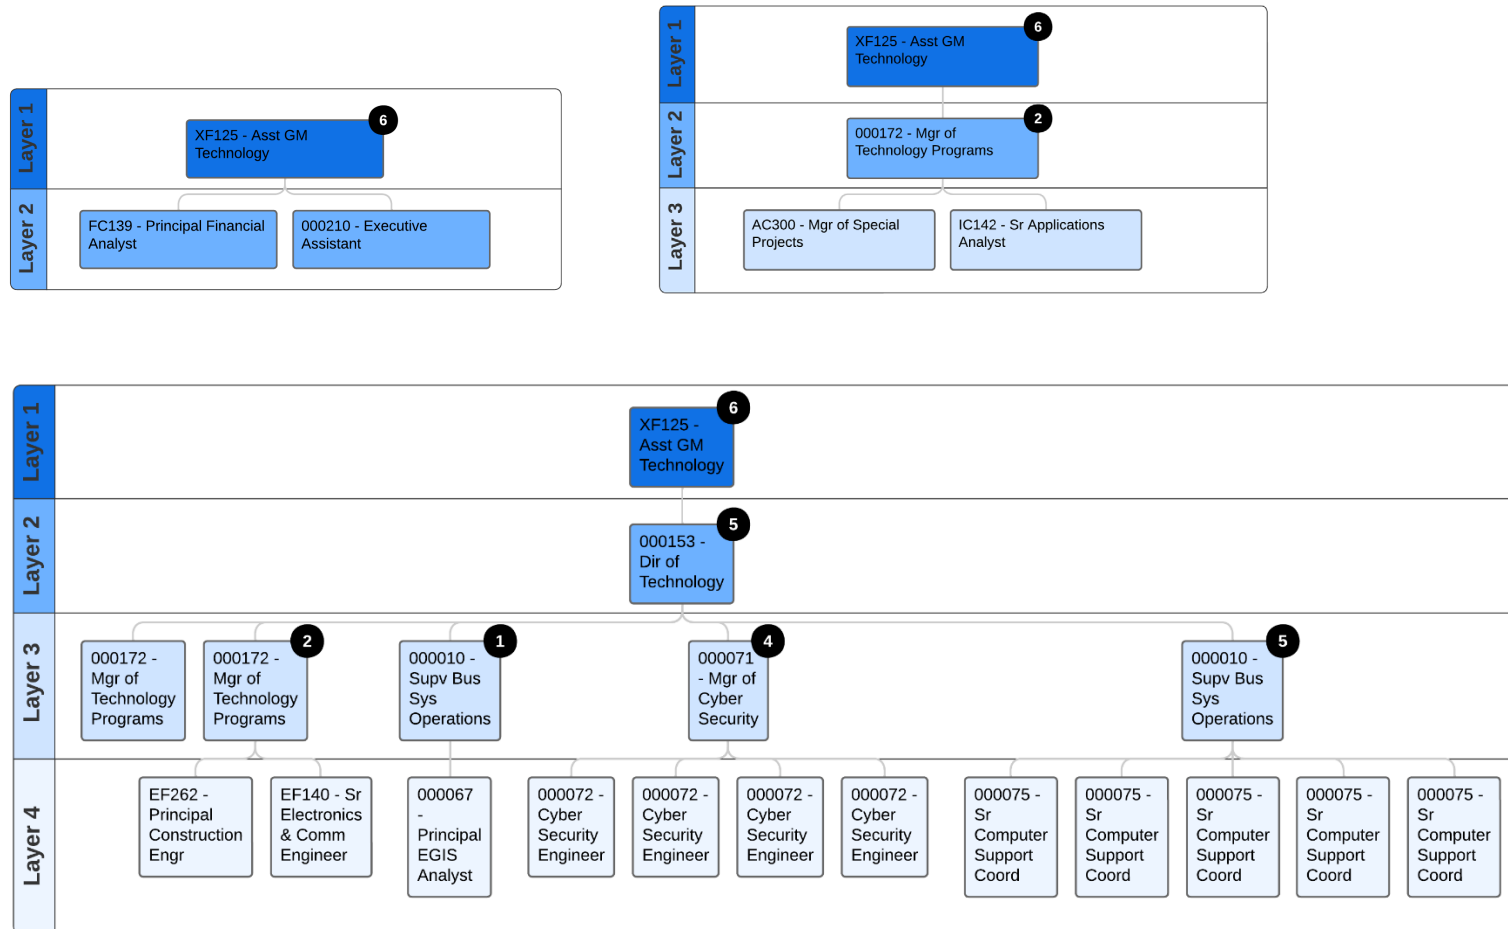 Layer 1
6
XF125 - Asst GM
Technology
Layer 2
FC139 - Principal Financial
Analyst
000210 - Executive
Assistant
Layer 1
6
XF125 - Asst GM
Technology
Layer 2
2
000172 - Mgr of
Technology Programs
Layer 3
AC300 - Mgr of Special
Projects
IC142 - Sr Applications
Analyst
Layer 1
6
XF125 -
Asst GM
Technology
Layer 2
5
000153 -
Dir of
Technology
Layer 3
000172 -
Mgr of
Technology
Programs
2
000172 -
Mgr of
Technology
Programs
1
000010 -
Supv Bus
Sys
Operations
4
000071
- Mgr of
Cyber
Security
5
000010 -
Supv Bus
Sys
Operations
Layer 4
EF262 -
Principal
Construction
Engr
EF140 - Sr
Electronics
& Comm
Engineer
000067
-
Principal
EGIS
Analyst
000072 -
Cyber
Security
Engineer
000072 -
Cyber
Security
Engineer
000072 -
Cyber
Security
Engineer
000072 -
Cyber
Security
Engineer
000075 -
Sr
Computer
Support
Coord
000075 -
Sr
Computer
Support
Coord
000075 -
Sr
Computer
Support
Coord
000075 -
Sr
Computer
Support
Coord
000075 -
Sr
Computer
Support
Coord